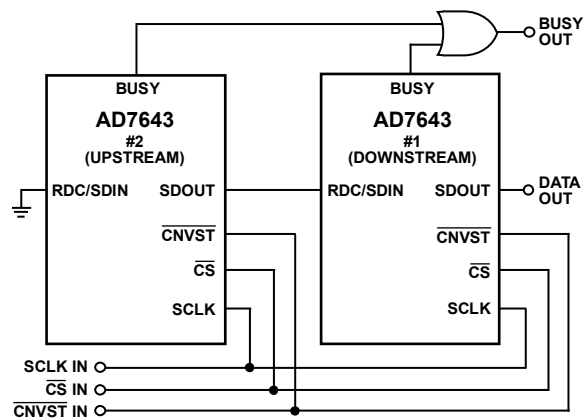 BUSY
OUT
BUSY
BUSY
AD7643
#2
(UPSTREAM)
AD7643
#1
(DOWNSTREAM)
RDC/SDIN
SDOUT
RDC/SDIN
SDOUT
DATA
OUT
CNVST
CNVST
CS
CS
SCLK
SCLK
SCLK IN
CS IN
CNVST IN